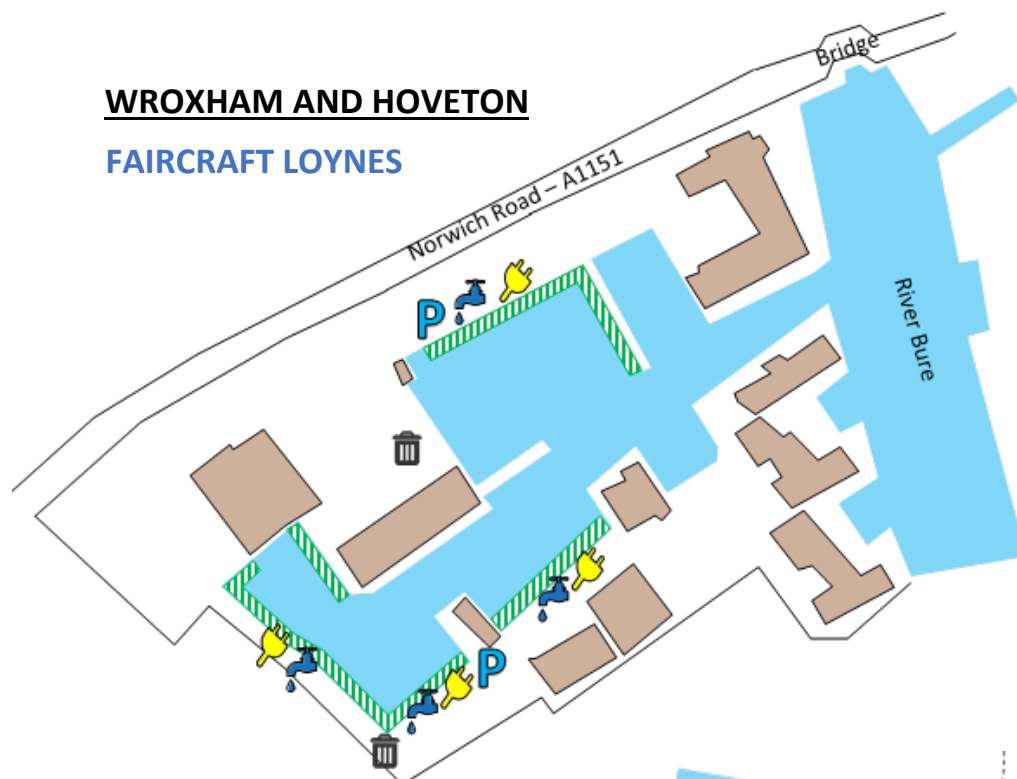 WROXHAM AND HOVETON
FAIRCRAFT LOYNES
Bridge
Norwich Road – A1151
P
River Bure
P